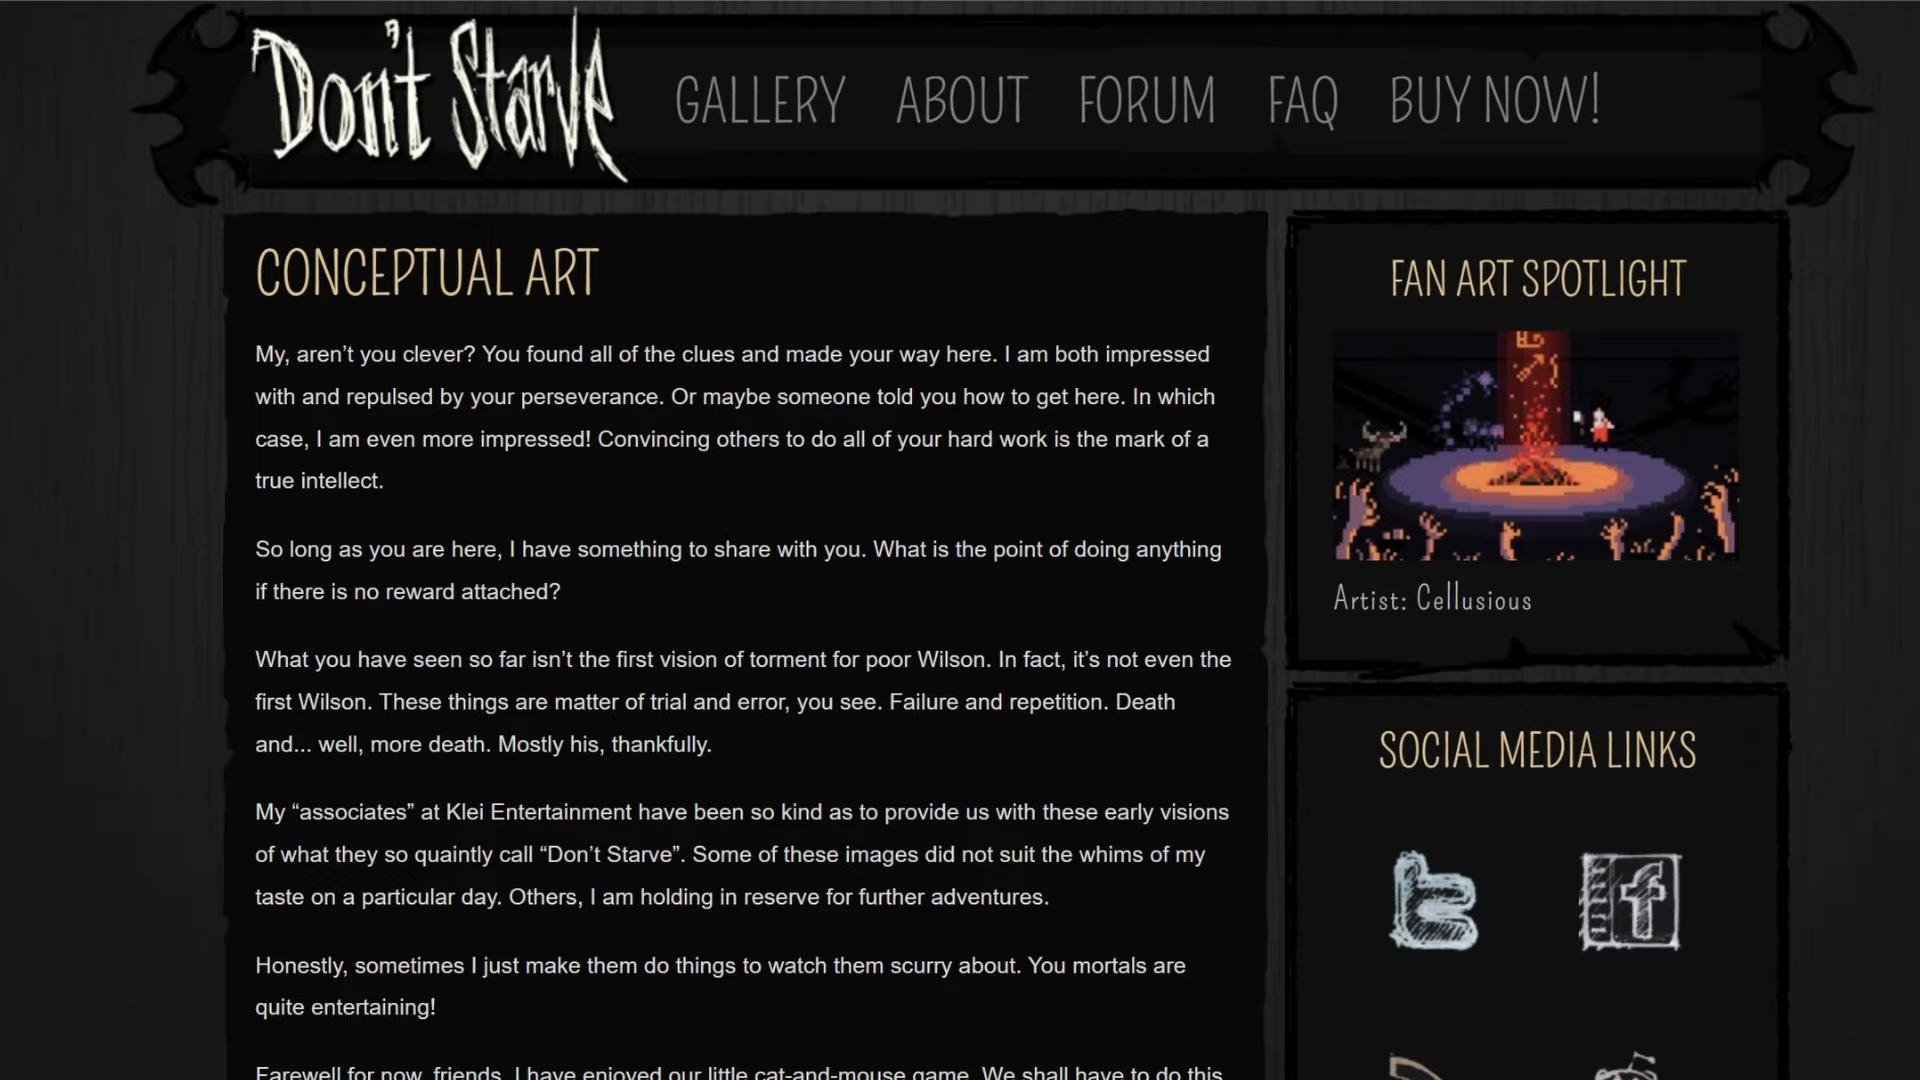 Don't Starve
GALLERY ABOUT FORUM FAQ BUY NOW!
CONCEPTUAL ART
My, aren’t you clever? You found all of the clues and made your way here. I am both impressed
with and repulsed by your perseverance. Or maybe someone told you how to get here. In which
case, I am even more impressed! Convincing others to do all of your hard work is the mark of a
true intellect.
So long as you are here, I have something to share with you. What is the point of doing anything
if there is no reward attached?
What you have seen so far isn’t the first vision of torment for poor Wilson. In fact, it’s not even the
first Wilson. These things are matter of trial and error, you see. Failure and repetition. Death
and... well, more death. Mostly his, thankfully.
My “associates” at Klei Entertainment have been so kind as to provide us with these early visions
of what they so quaintly call “Don’t Starve”. Some of these images did not suit the whims of my
taste on a particular day. Others, I am holding in reserve for further adventures.
Honestly, sometimes I just make them do things to watch them scurry about. You mortals are
quite entertaining!
Farewell for now, friends. I have enjoyed our little cat-and-mouse game. We shall have to do this
FAN ART SPOTLIGHT
Artist: Cellusious
SOCIAL MEDIA LINKS